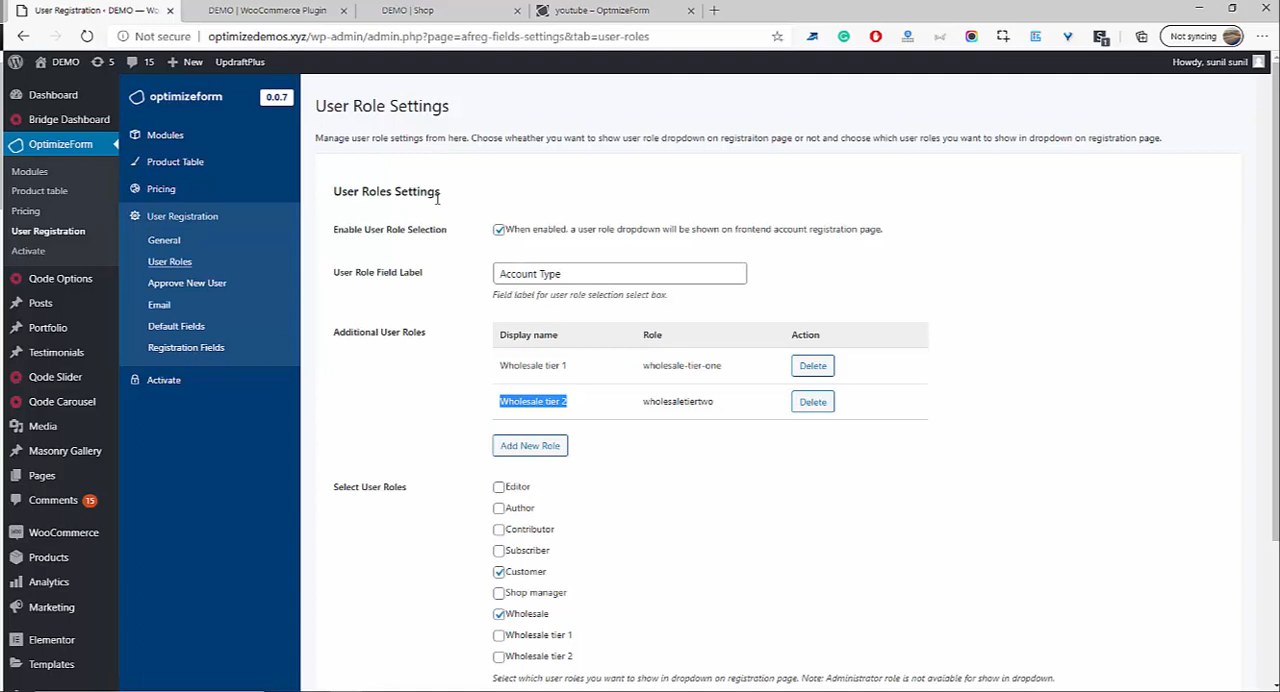 User Registration ‹ DEMO — Wo
DEMO | WooCommerce Plugin
DEMO | Shop
youtube – OptmizeForm
Not secure
optimizedemos.xyz/wp-admin/admin.php?page=afreg-fields-settings&tab=user-roles
Not syncing
DEMO
5
15
New
UpdraftPlus
Howdy, sunil sunil
Dashboard
Bridge Dashboard
OptimizeForm
Modules
Product table
Pricing
User Registration
Activate
Qode Options
Posts
Portfolio
Testimonials
Qode Slider
Qode Carousel
Media
Masonry Gallery
Pages
Comments 15
WooCommerce
Products
Analytics
Marketing
Elementor
Templates
optimizeform
0.0.7
Modules
Product Table
Pricing
User Registration
General
User Roles
Approve New User
Email
Default Fields
Registration Fields
Activate
User Role Settings
Manage user role settings from here. Choose wheather you want to show user role dropdown on registraiton page or not and choose which user roles you want to show in dropdown on registration page.
User Roles Settings
Enable User Role Selection
When enabled, a user role dropdown will be shown on frontend account registration page.
User Role Field Label
Account Type
Field label for user role selection select box.
Additional User Roles
Display name Role Action
Wholesale tier 1 wholesale-tier-one Delete
Wholesale tier 2 wholesaletiertwo Delete
Add New Role
Select User Roles
Editor
Author
Contributor
Subscriber
Customer
Shop manager
Wholesale
Wholesale tier 1
Wholesale tier 2
Select which user roles you want to show in dropdown on registration page. Note: Administrator role is not available for show in dropdown.